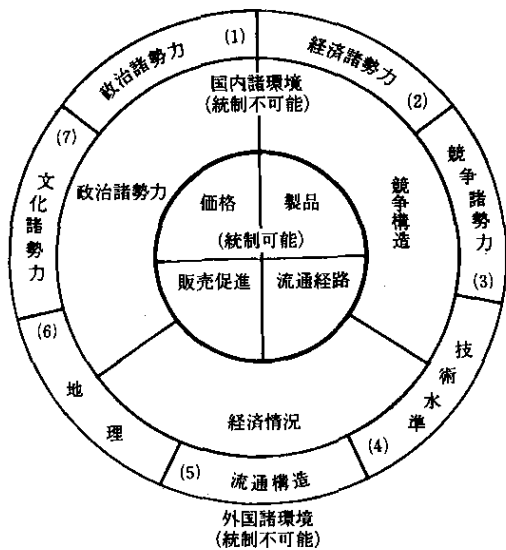 (1)
政治諸勢力
経済諸勢力
(2)
競争諸勢力
(3)
技術水準
(4)
流通構造
(5)
地理
(6)
文化諸勢力
(7)
国内諸環境
(統制不可能)
政治諸勢力
競争構造
経済情況
価格
製品
(統制可能)
販売促進
流通経路
外国諸環境
(統制不可能)